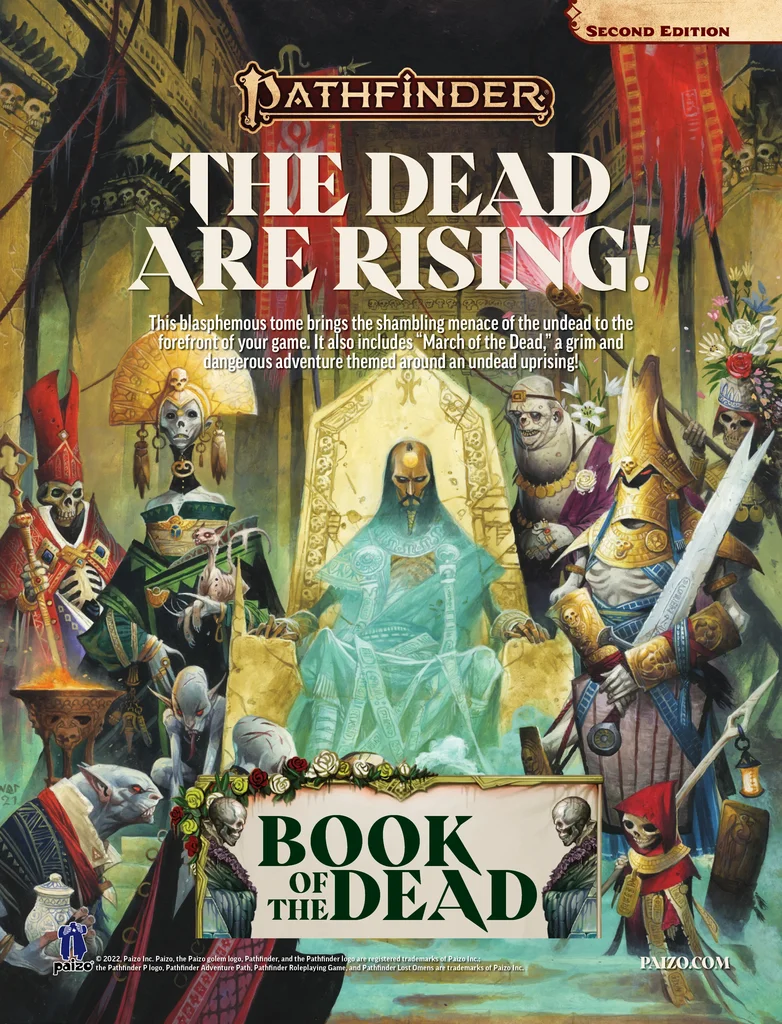 SECOND EDITION
PATHFINDER®
THE DEAD
ARE RISING!
This blasphemous tome brings the shambling menace of the undead to the
forefront of your game. It also includes “March of the Dead,” a grim and
dangerous adventure themed around an undead uprising!
BOOK
OF
THE DEAD
paizo®
© 2022, Paizo Inc. Paizo, the Paizo golem logo, Pathfinder, and the Pathfinder logo are registered trademarks of Paizo Inc.;
the Pathfinder P logo, Pathfinder Adventure Path, Pathfinder Roleplaying Game, and Pathfinder Lost Omens are trademarks of Paizo Inc.
PAIZO.COM